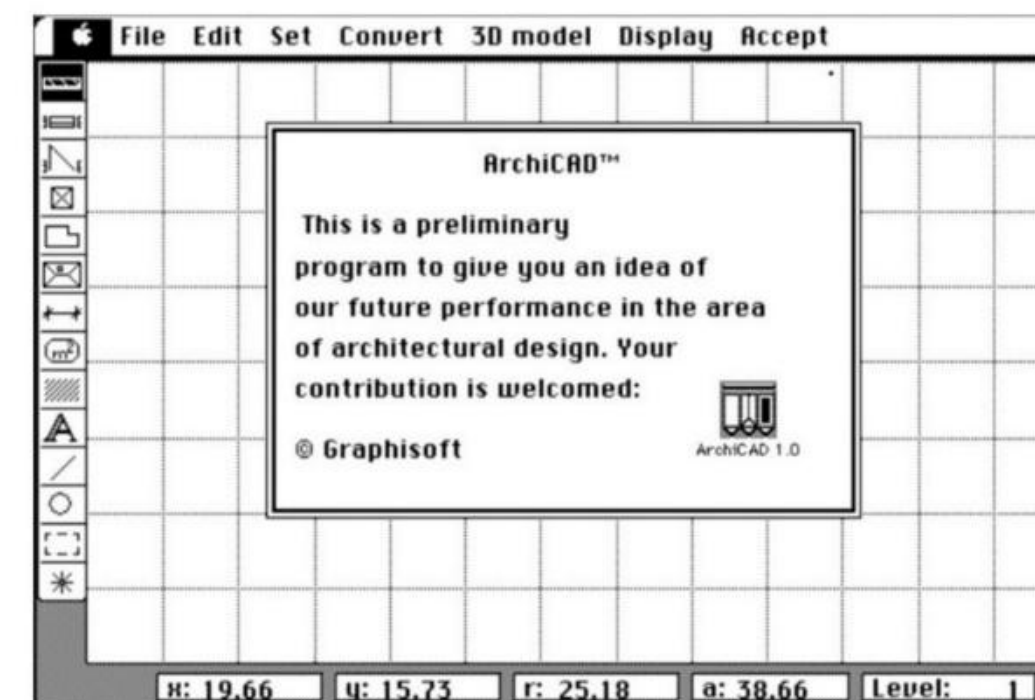 File Edit Set Convert 3D model Display Accept
ArchiCAD™
This is a preliminary
program to give you an idea of
our future performance in the area
of architectural design. Your
contribution is welcomed:
© Graphisoft
ArchiCAD 1.0
m²
A
x: 19,66 y: 15,73 r: 25,18 a: 38,66 Level: 1